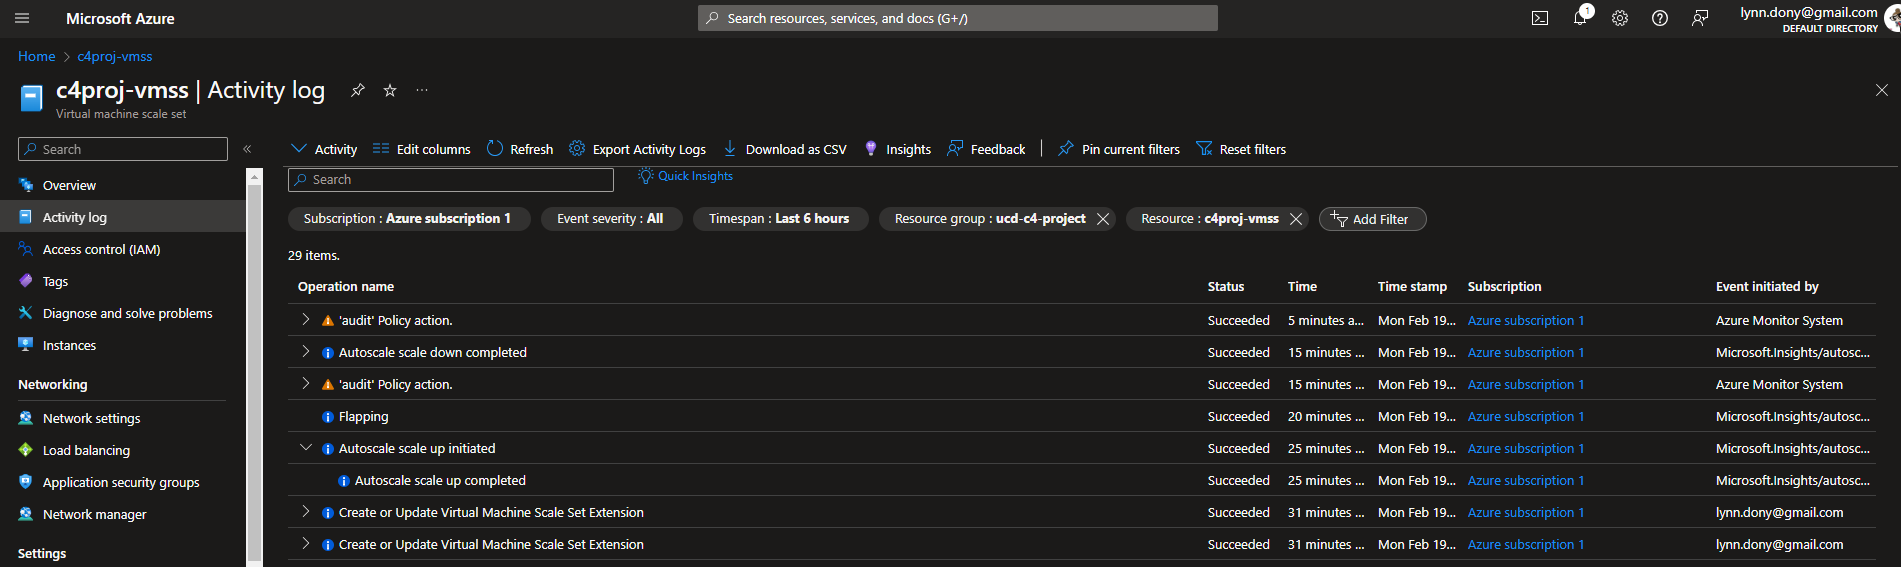 Microsoft Azure
Search resources, services, and docs (G+/)
1
lynn.dony@gmail.com
DEFAULT DIRECTORY
Home > c4proj-vmss
c4proj-vmss | Activity log
Virtual machine scale set
Search
Overview
Activity log
Access control (IAM)
Tags
Diagnose and solve problems
Instances
Networking
Network settings
Load balancing
Application security groups
Network manager
Settings
Activity Edit columns Refresh Export Activity Logs Download as CSV Insights Feedback Pin current filters Reset filters
Search Quick Insights
Subscription : Azure subscription 1 Event severity : All Timespan : Last 6 hours Resource group : ucd-c4-project Resource : c4proj-vmss Add Filter
29 items.
Operation name Status Time Time stamp Subscription Event initiated by
'audit' Policy action. Succeeded 5 minutes a... Mon Feb 19... Azure subscription 1 Azure Monitor System
Autoscale scale down completed Succeeded 15 minutes ... Mon Feb 19... Azure subscription 1 Microsoft.Insights/autosc...
'audit' Policy action. Succeeded 15 minutes ... Mon Feb 19... Azure subscription 1 Azure Monitor System
Flapping Succeeded 20 minutes ... Mon Feb 19... Azure subscription 1 Microsoft.Insights/autosc...
Autoscale scale up initiated Succeeded 25 minutes ... Mon Feb 19... Azure subscription 1 Microsoft.Insights/autosc...
Autoscale scale up completed Succeeded 25 minutes ... Mon Feb 19... Azure subscription 1 Microsoft.Insights/autosc...
Create or Update Virtual Machine Scale Set Extension Succeeded 31 minutes ... Mon Feb 19... Azure subscription 1 lynn.dony@gmail.com
Create or Update Virtual Machine Scale Set Extension Succeeded 31 minutes ... Mon Feb 19... Azure subscription 1 lynn.dony@gmail.com